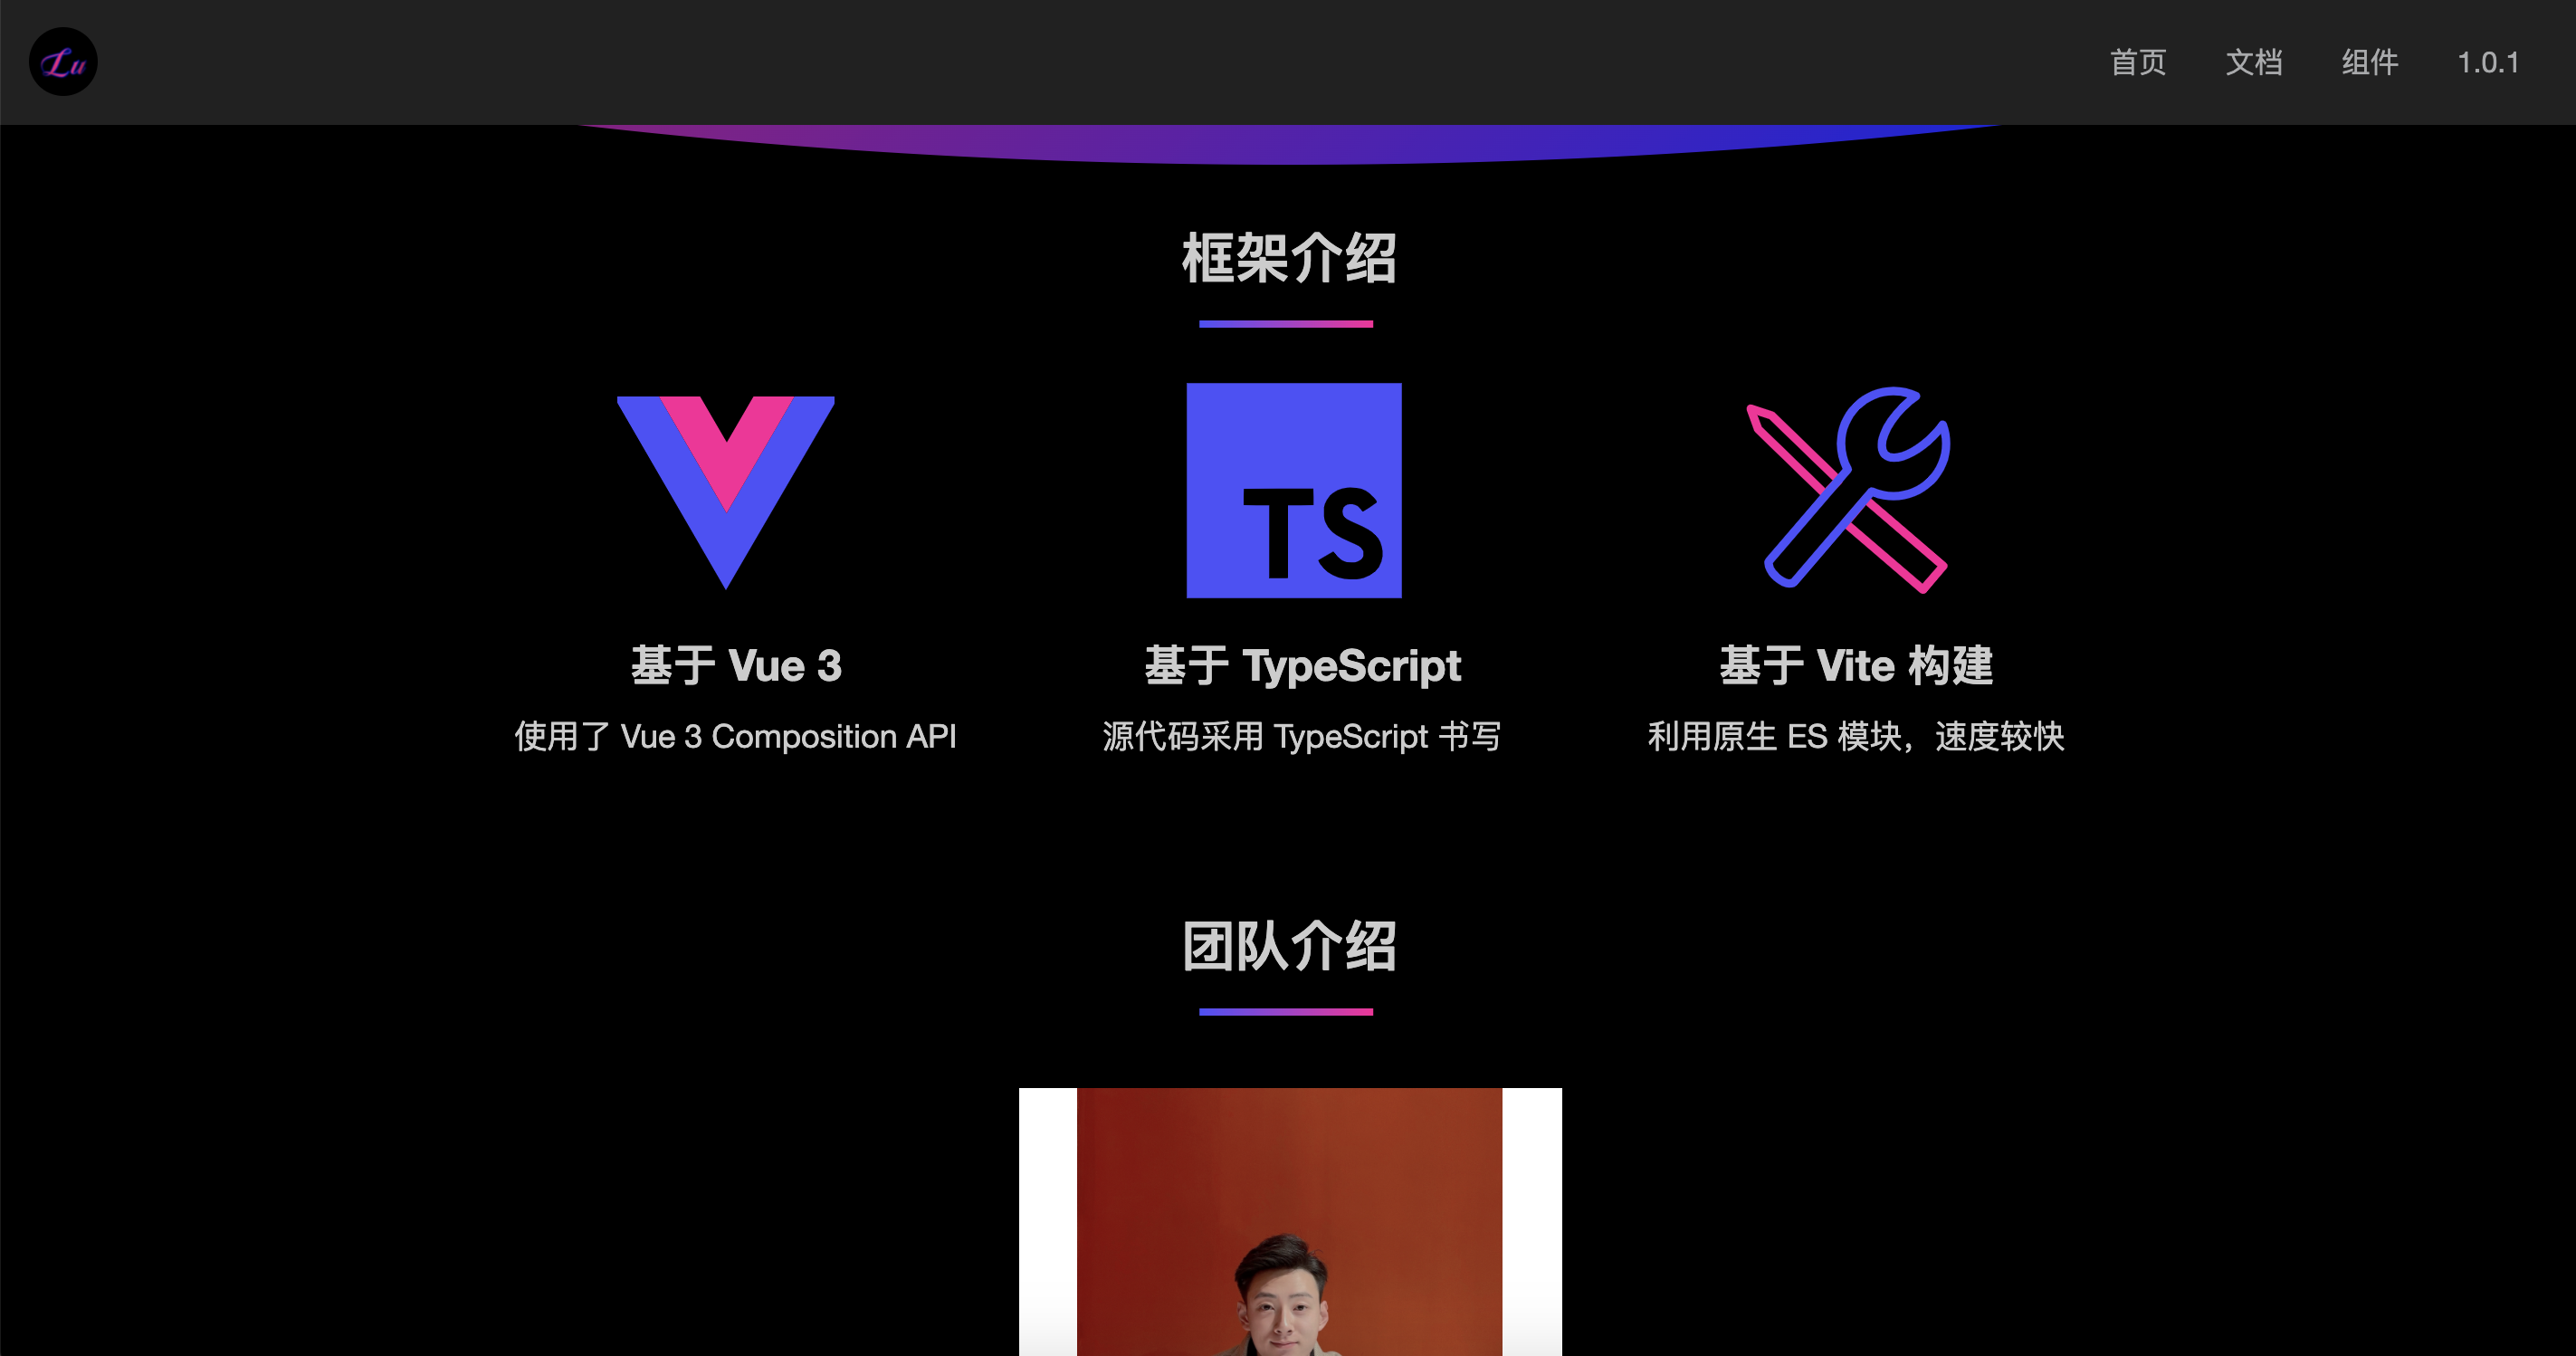 Lu
首页 文档 组件 1.0.1
框架介绍
TS
基于 Vue 3
基于 TypeScript
基于 Vite 构建
使用了 Vue 3 Composition API
源代码采用 TypeScript 书写
利用原生 ES 模块，速度较快
团队介绍